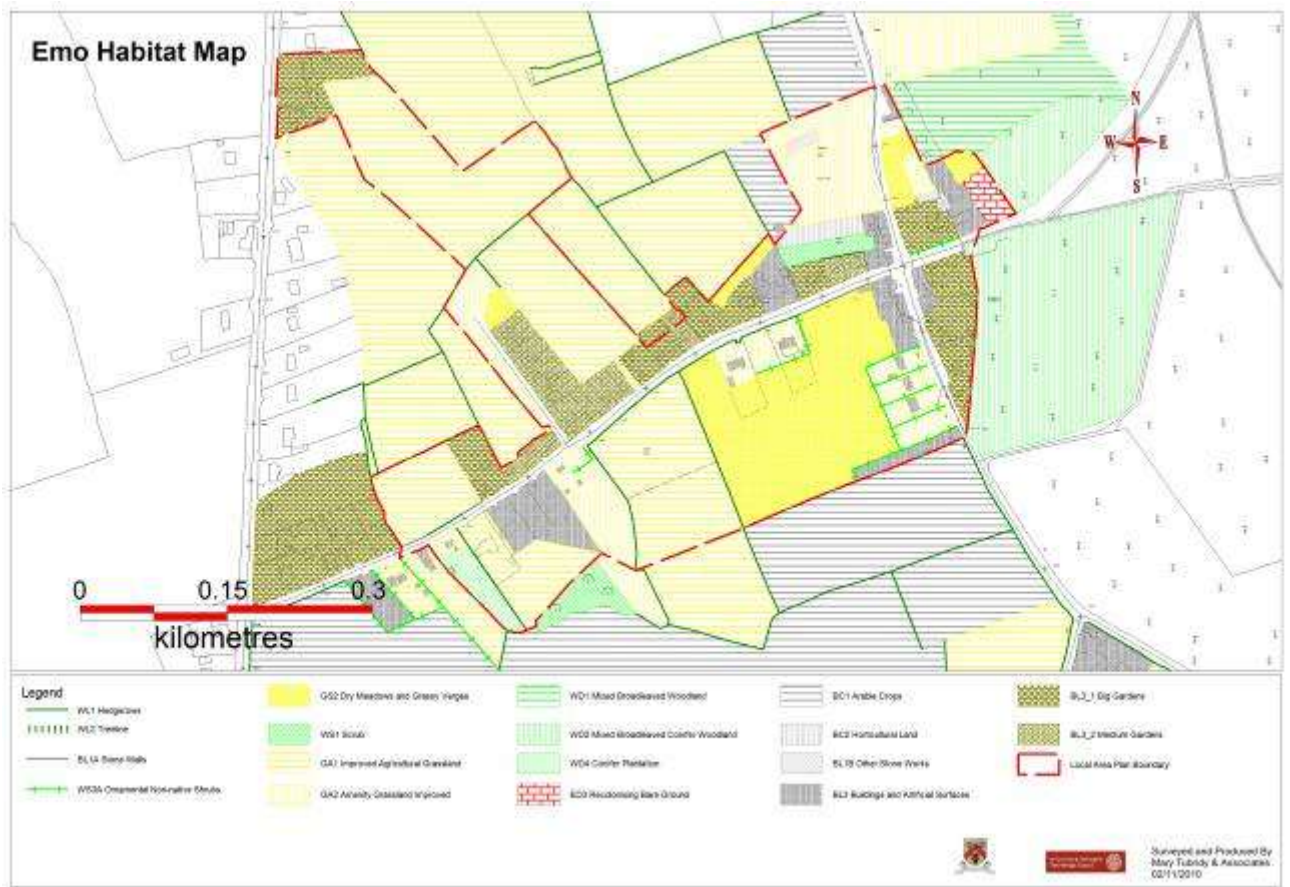 Emo Habitat Map
N
W E
S
0 0.15 0.3
kilometres
Legend
WL1 Hedgerows
WL2 Treeline
BL1A Stone Walls
WS3A Ornamental Non-native Shrubs
GS2 Dry Meadows and Grassy Verges
WS1 Scrub
GA1 Improved Agricultural Grassland
GA2 Amenity Grassland Improved
WD1 Mixed Broadleaved Woodland
WD2 Mixed Broadleaved Conifer Woodland
WD4 Conifer Plantation
ED3 Recolonising Bare Ground
BC1 Arable Crops
BC2 Horticultural Land
BL1B Other Stone Works
BL3 Buildings and Artificial Surfaces
BL3_1 Big Gardens
BL3_2 Medium Gardens
Local Area Plan Boundary
Surveyed and Produced By
Mary Tubridy & Associates
02/11/2010